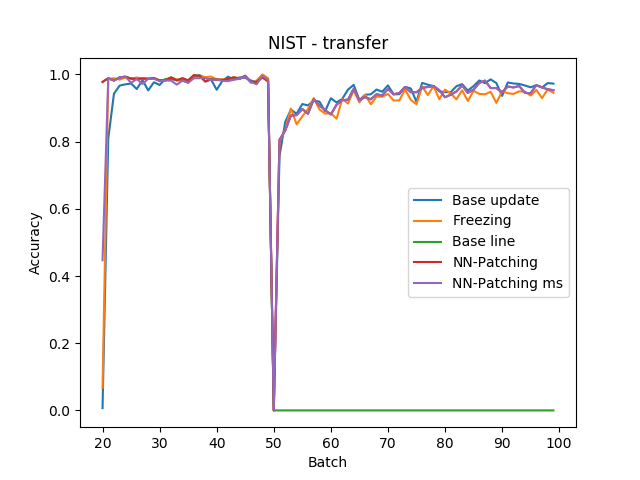 NIST - transfer
Accuracy
1.0
0.8
0.6
0.4
0.2
0.0
Base update
Freezing
Base line
NN-Patching
NN-Patching ms
20 30 40 50 60 70 80 90 100
Batch